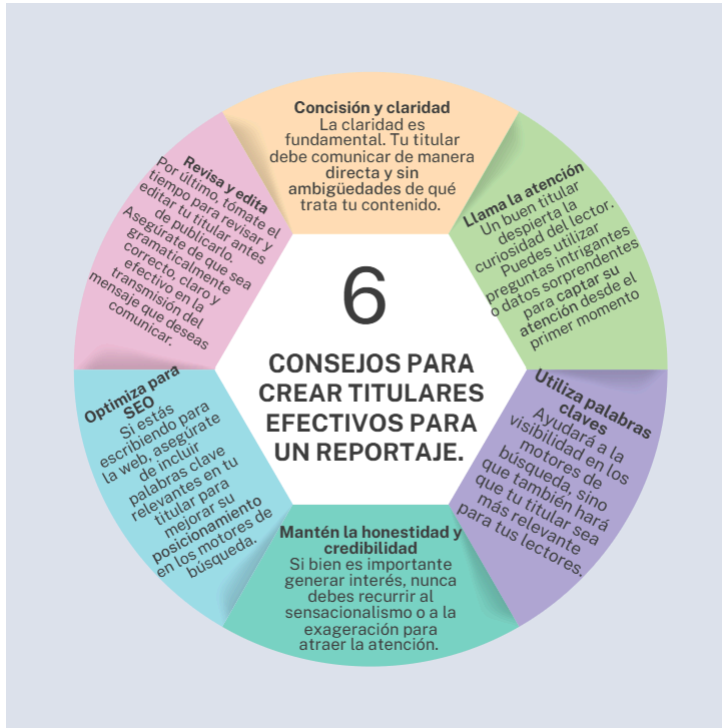 6
CONSEJOS PARA
CREAR TITULARES
EFECTIVOS PARA
UN REPORTAJE.
Concisión y claridad
La claridad es
fundamental. Tu titular
debe comunicar de manera
directa y sin
ambigüedades de qué
trata tu contenido.
Llama la atención
Un buen titular
despierta la
curiosidad del lector.
Puedes utilizar
preguntas intrigantes
o datos sorprendentes
para captar su
atención desde el
primer momento
Utiliza palabras
claves
Ayudará a la
visibilidad en los
motores de
búsqueda, sino
que también hará
que tu titular sea
más relevante
para tus lectores.
Mantén la honestidad y
credibilidad
Si bien es importante
generar interés, nunca
debes recurrir al
sensacionalismo o a la
exageración para
atraer la atención.
Optimiza para
SEO
Si estás
escribiendo para
la web, asegúrate
de incluir
palabras clave
relevantes en tu
titular para
mejorar su
posicionamiento
en los motores de
búsqueda.
Revisa y edita
Por último, tómate el
tiempo para revisar y
editar tu titular antes
de publicarlo.
Asegúrate de que sea
gramaticalmente
correcto, claro y
efectivo en la
transmisión del
mensaje que deseas
comunicar.